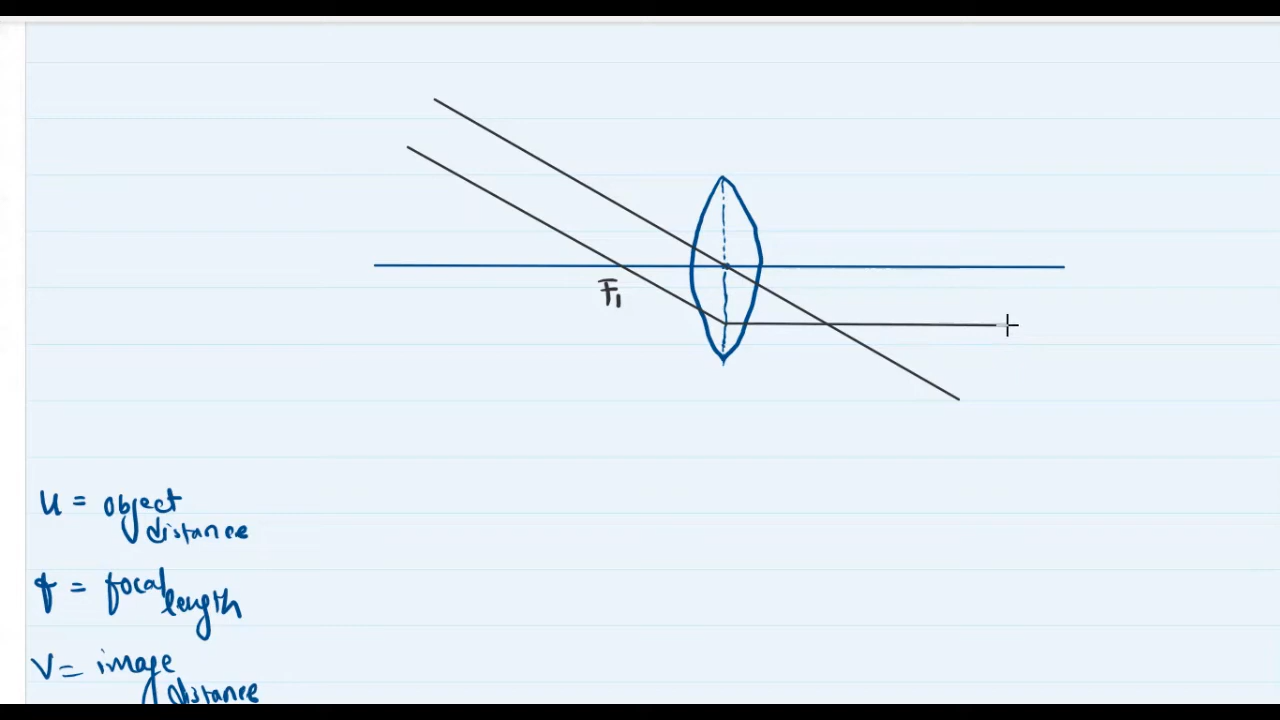 F₁
u = object
distance
f = focal
length
v = image
distance